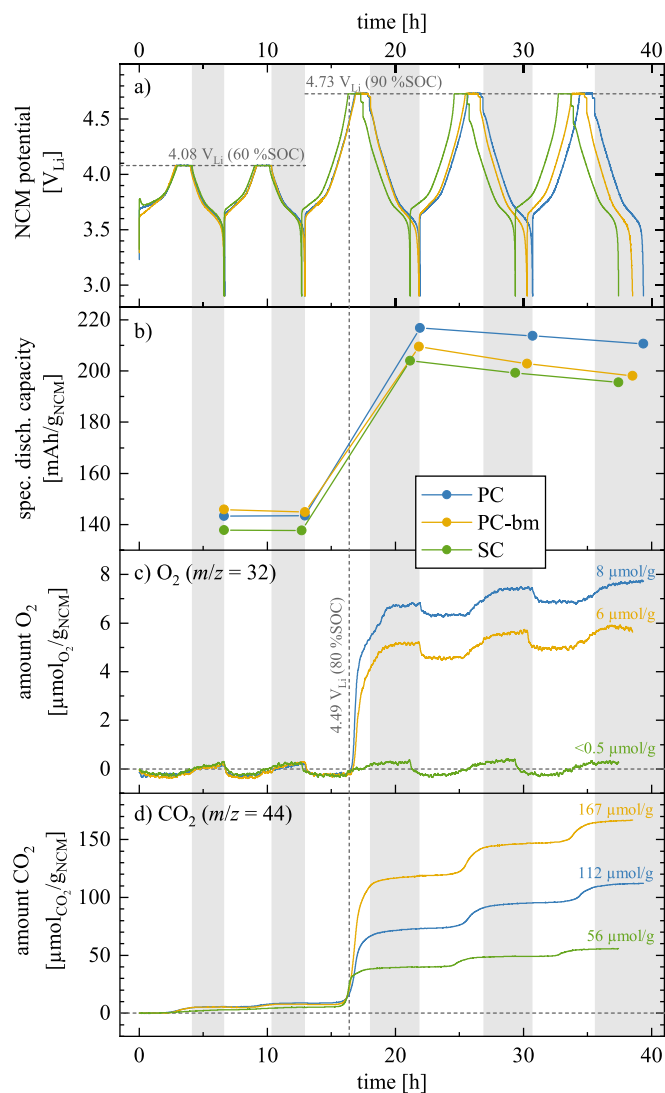 time [h]
0 10 20 30 40
a)
4.73 V_Li (90 %SOC)
4.08 V_Li (60 %SOC)
NCM potential
[V_Li]
4.5
4.0
3.5
3.0
b)
spec. disch. capacity
[mAh/g_NCM]
220
200
180
160
140
PC
PC-bm
SC
c) O₂ (m/z = 32)
amount O₂
[µmol_O₂/g_NCM]
8
6
4
2
0
4.49 V_Li (80 %SOC)
8 µmol/g
6 µmol/g
<0.5 µmol/g
d) CO₂ (m/z = 44)
amount CO₂
[µmol_CO₂/g_NCM]
150
100
50
0
167 µmol/g
112 µmol/g
56 µmol/g
0 10 20 30 40
time [h]